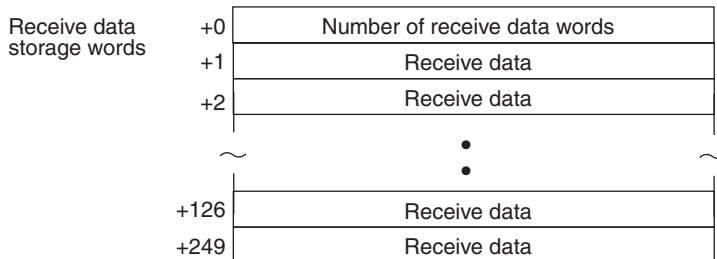 Receive data
storage words
+0 Number of receive data words
+1 Receive data
+2 Receive data
+126 Receive data
+249 Receive data